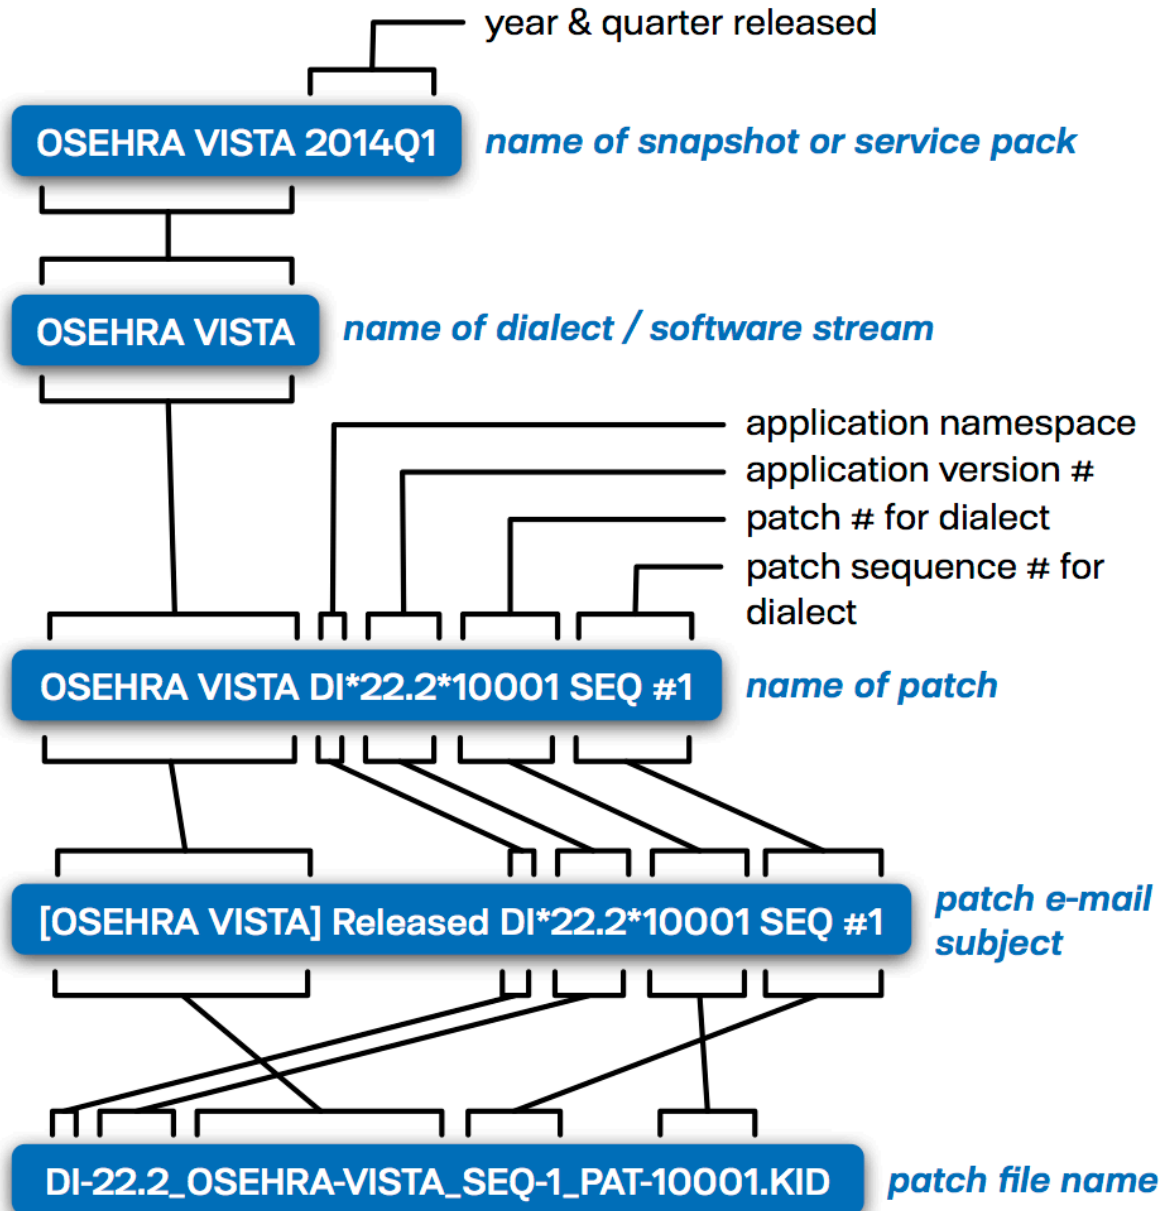 year & quarter released
OSEHRA VISTA 2014Q1
name of snapshot or service pack
OSEHRA VISTA
name of dialect / software stream
application namespace
application version #
patch # for dialect
patch sequence # for
dialect
OSEHRA VISTA DI*22.2*10001 SEQ #1
name of patch
[OSEHRA VISTA] Released DI*22.2*10001 SEQ #1
patch e-mail
subject
DI-22.2_OSEHRA-VISTA_SEQ-1_PAT-10001.KID
patch file name